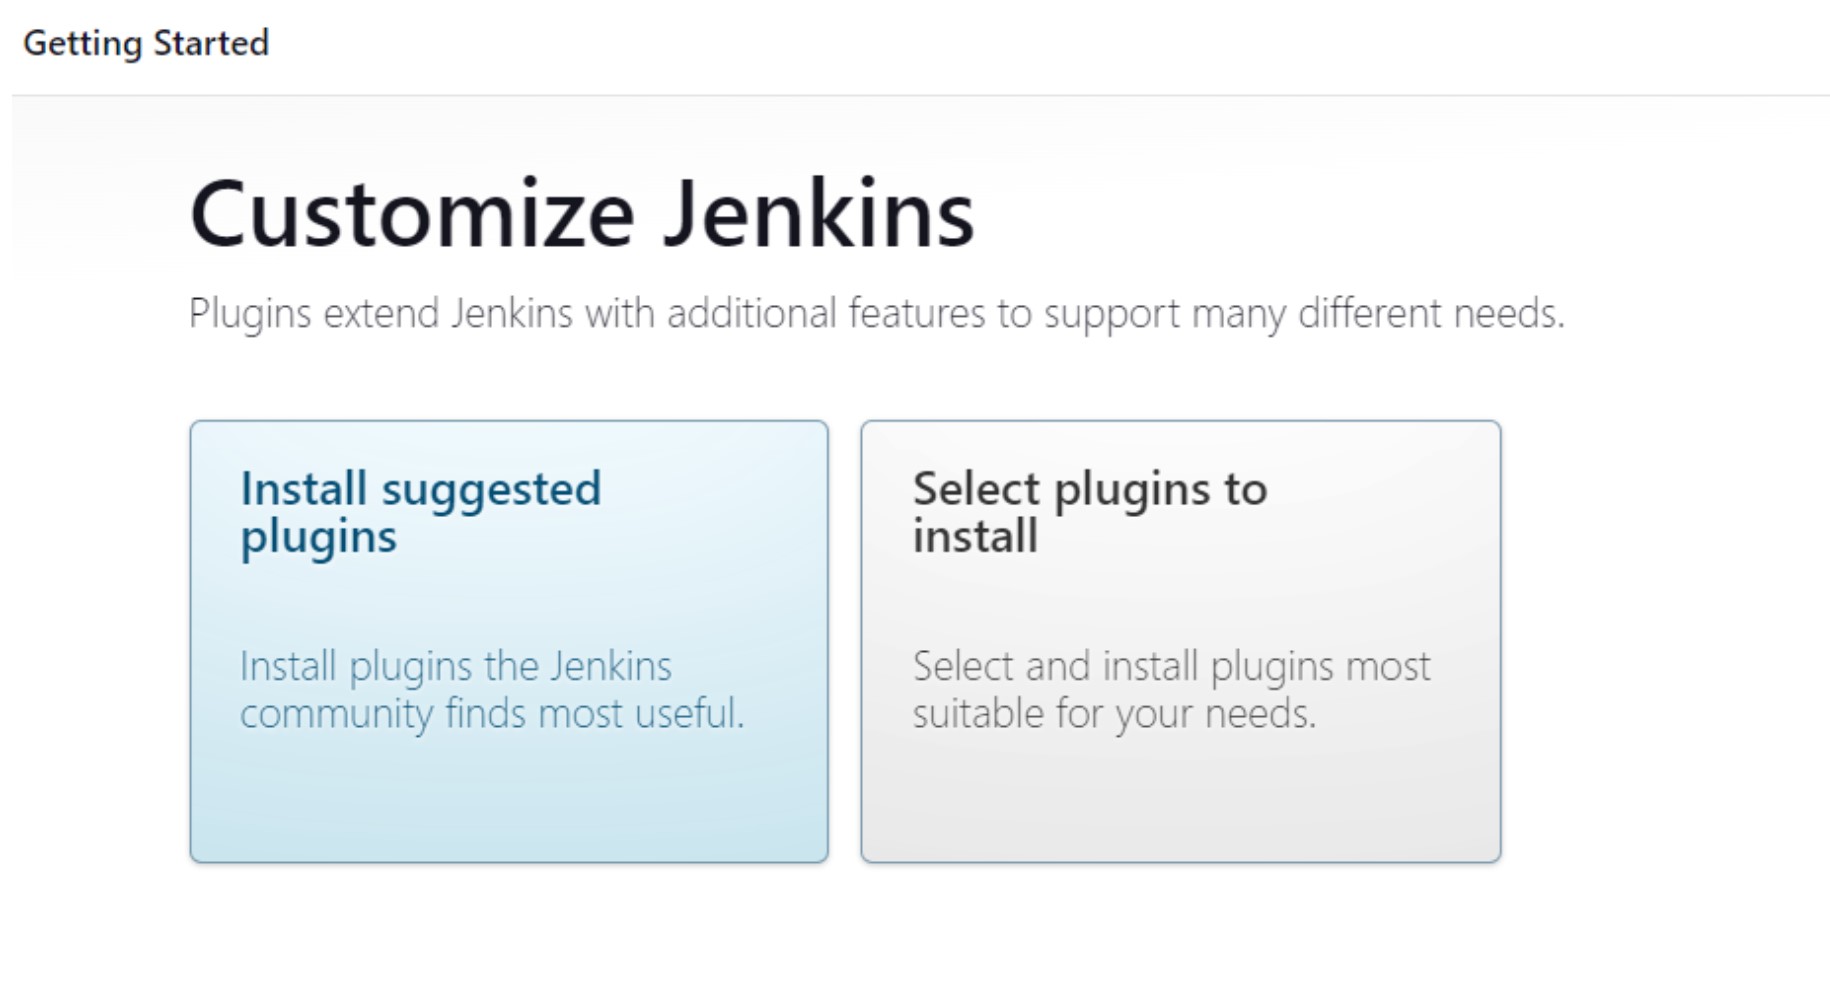 Getting Started
Customize Jenkins
Plugins extend Jenkins with additional features to support many different needs.
Install suggested
plugins
Install plugins the Jenkins
community finds most useful.
Select plugins to
install
Select and install plugins most
suitable for your needs.